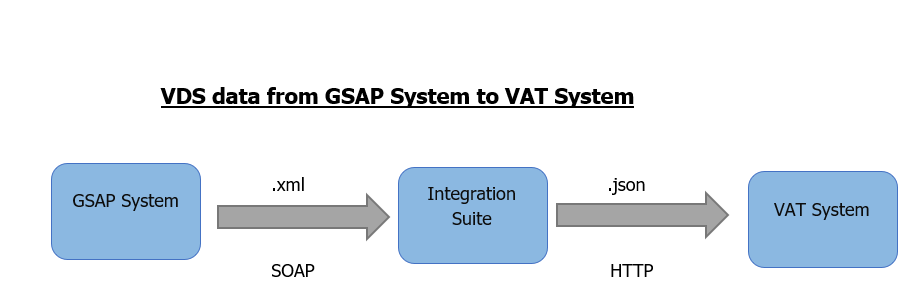 VDS data from GSAP System to VAT System
.xml
.json
GSAP System
Integration
Suite
VAT System
SOAP
HTTP